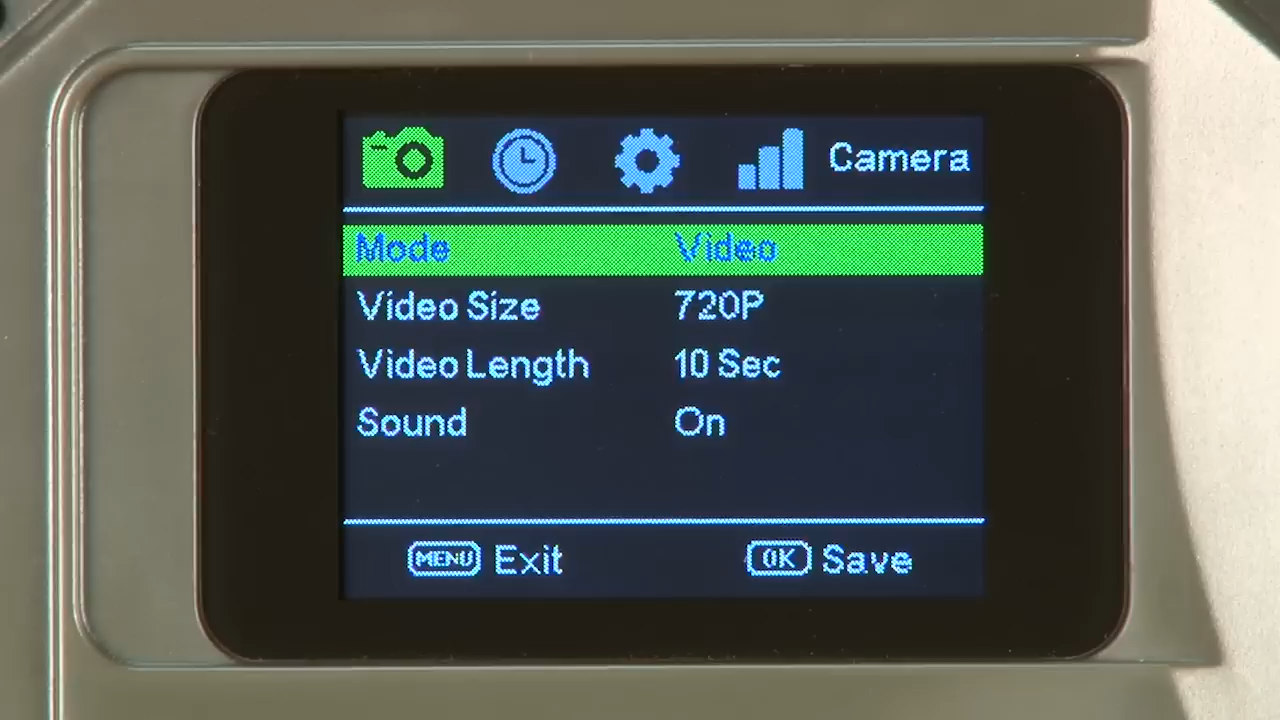 Camera
Mode Video
Video Size 720P
Video Length 10 Sec
Sound On
MENU Exit OK Save